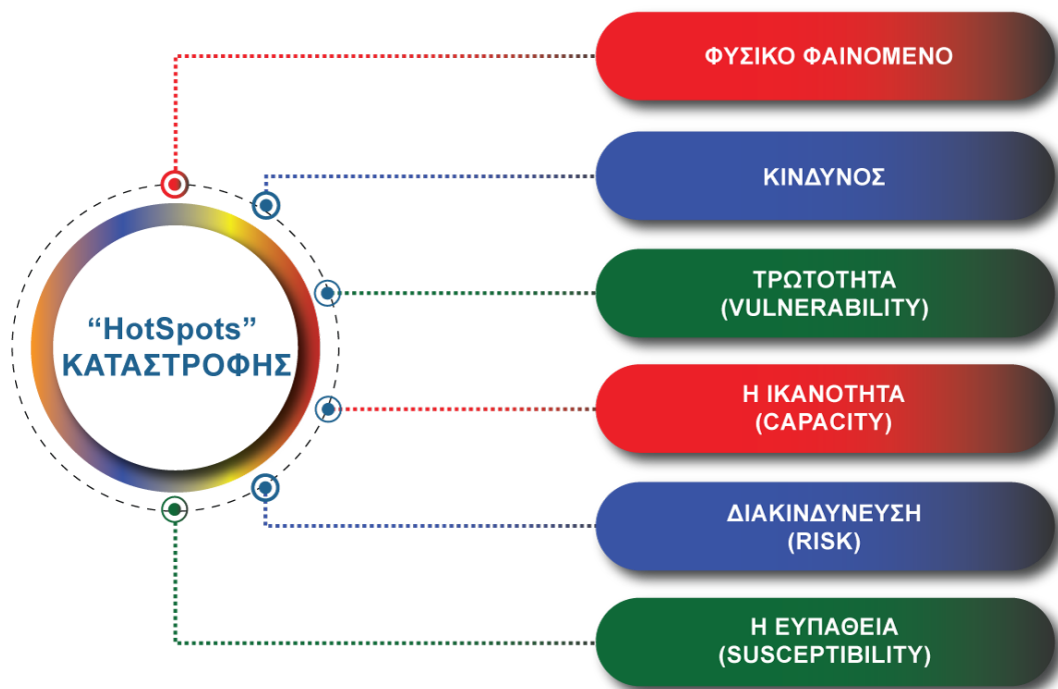 “HotSpots”
ΚΑΤΑΣΤΡΟΦΗΣ
ΦΥΣΙΚΟ ΦΑΙΝΟΜΕΝΟ
ΚΙΝΔΥΝΟΣ
ΤΡΩΤΟΤΗΤΑ
(VULNERABILITY)
Η ΙΚΑΝΟΤΗΤΑ
(CAPACITY)
ΔΙΑΚΙΝΔΥΝΕΥΣΗ
(RISK)
Η ΕΥΠΑΘΕΙΑ
(SUSCEPTIBILITY)